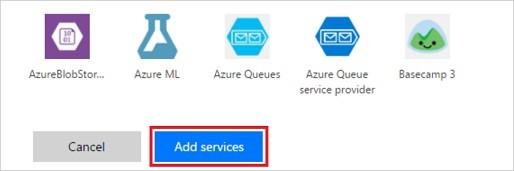 AzureBlobStor...
Azure ML
Azure Queues
Azure Queue
service provider
Basecamp 3
Cancel
Add services